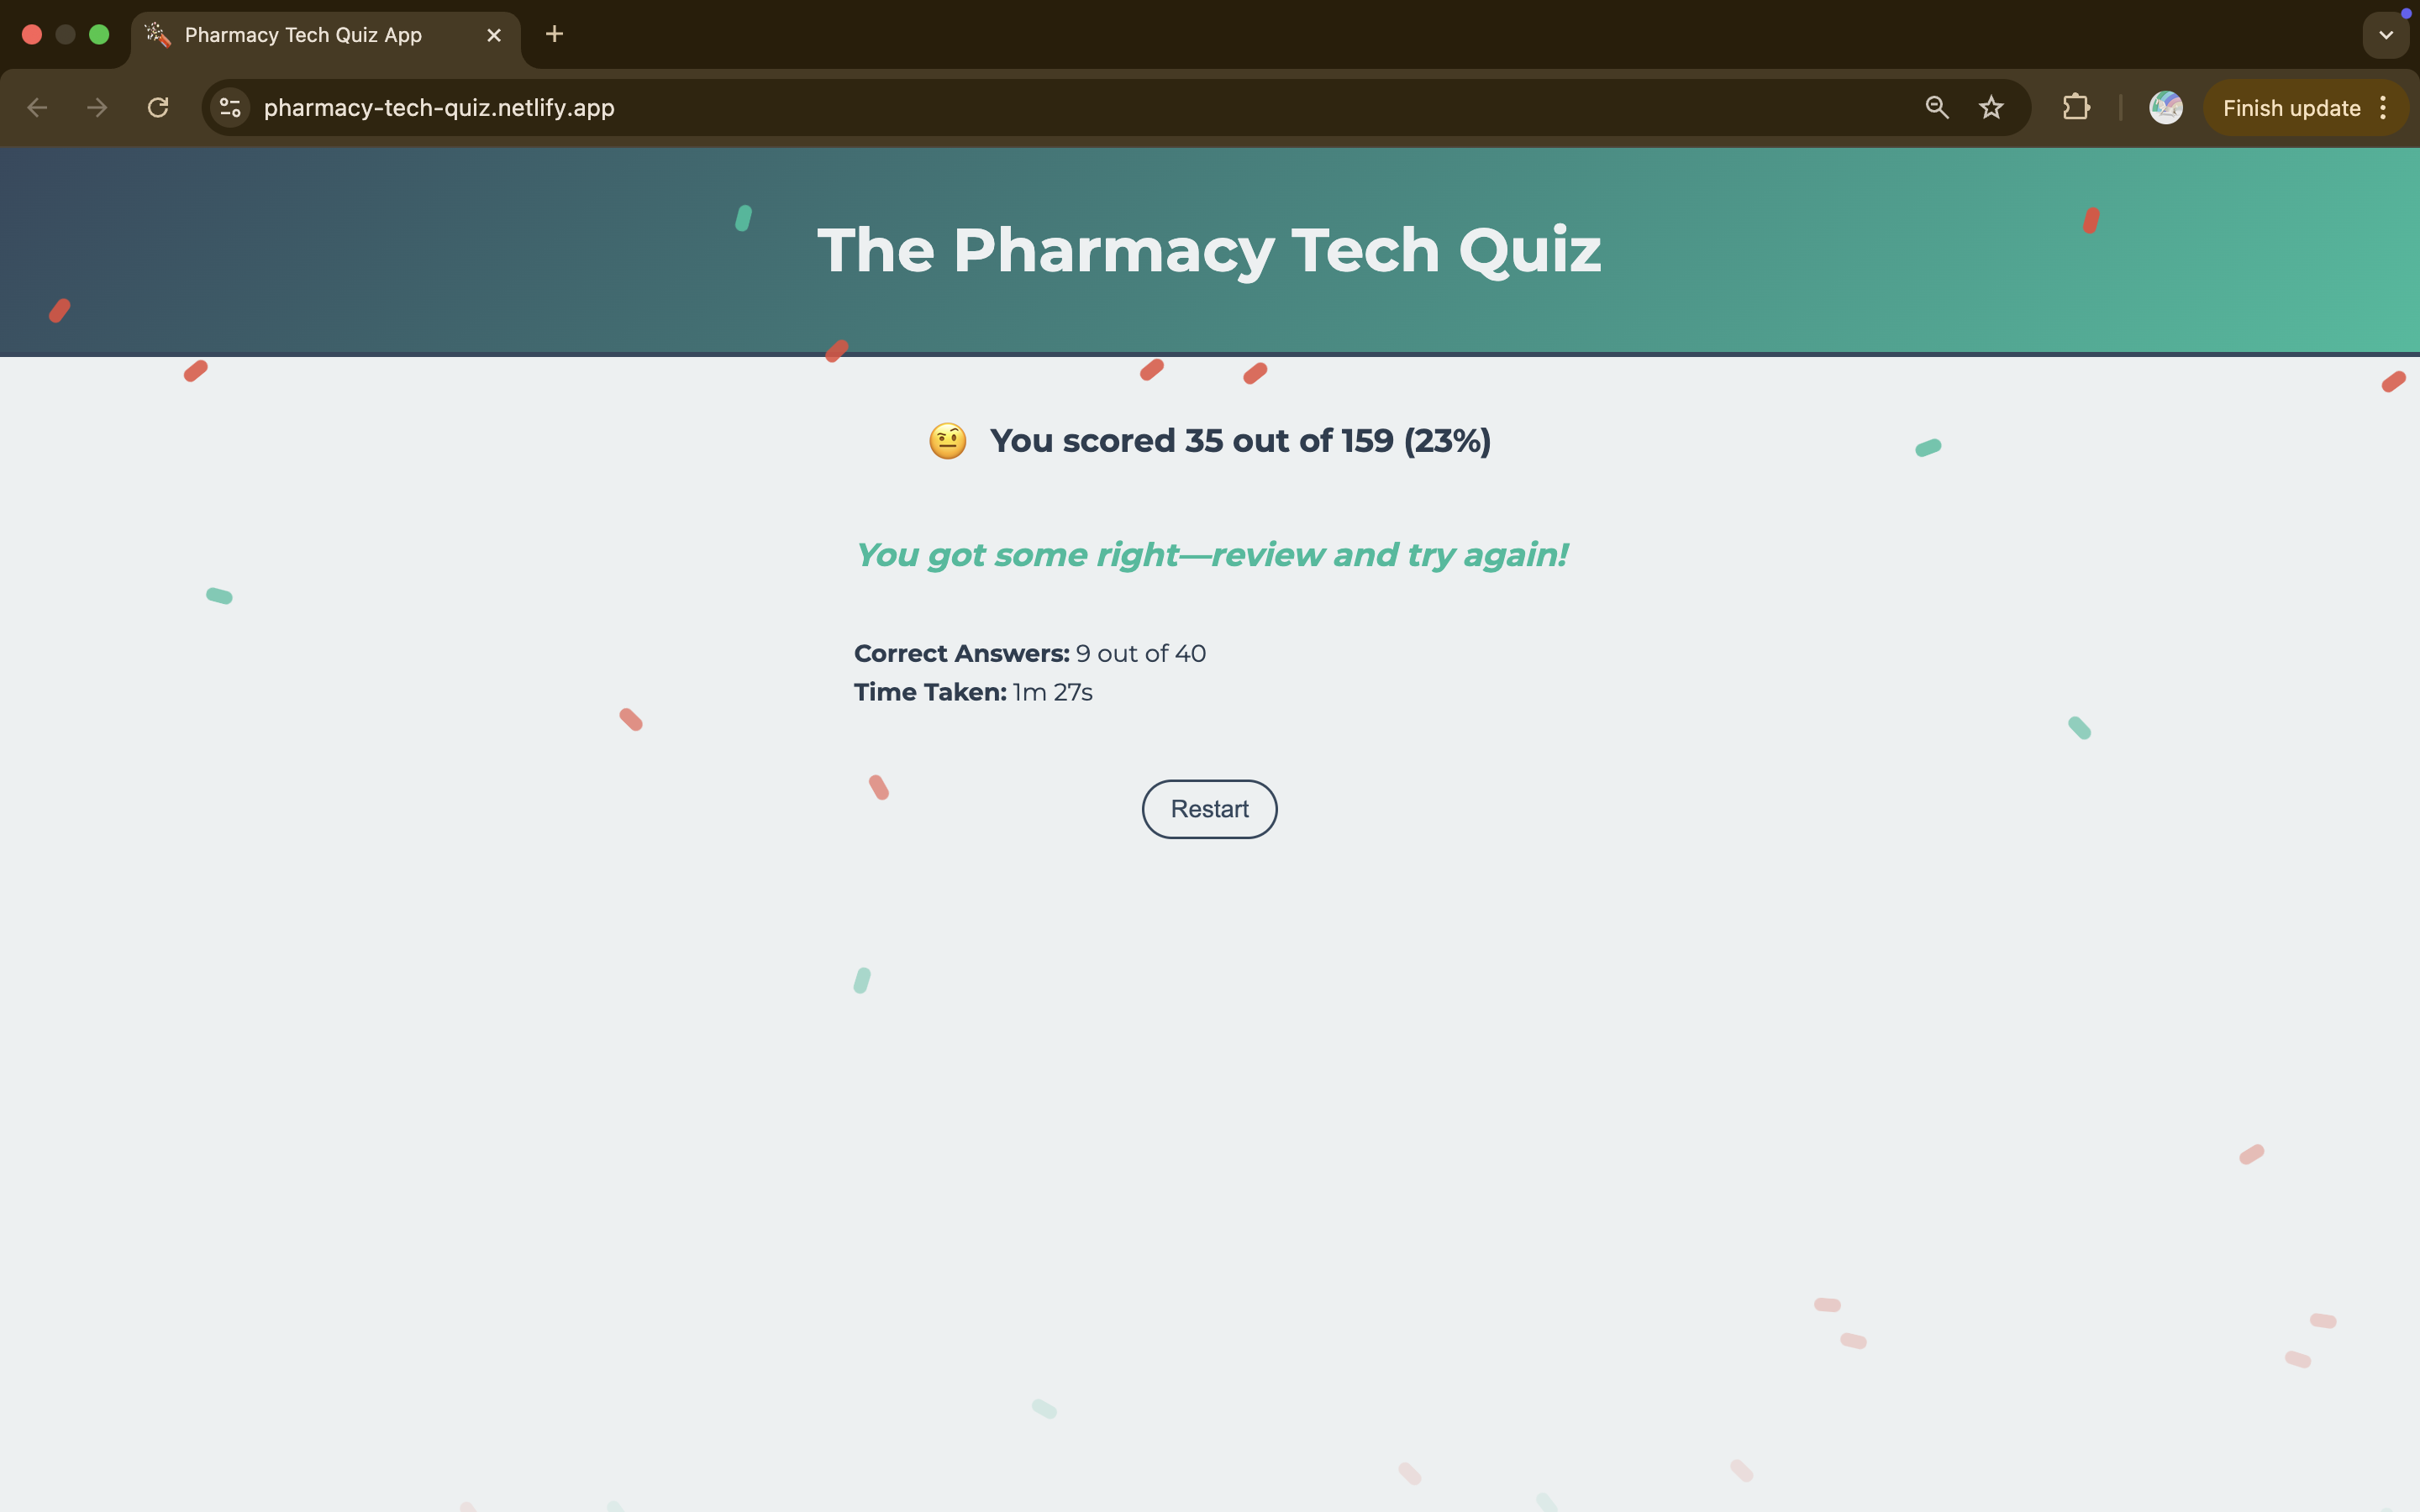 Pharmacy Tech Quiz App
pharmacy-tech-quiz.netlify.app
Finish update
The Pharmacy Tech Quiz
You scored 35 out of 159 (23%)
You got some right—review and try again!
Correct Answers: 9 out of 40
Time Taken: 1m 27s
Restart